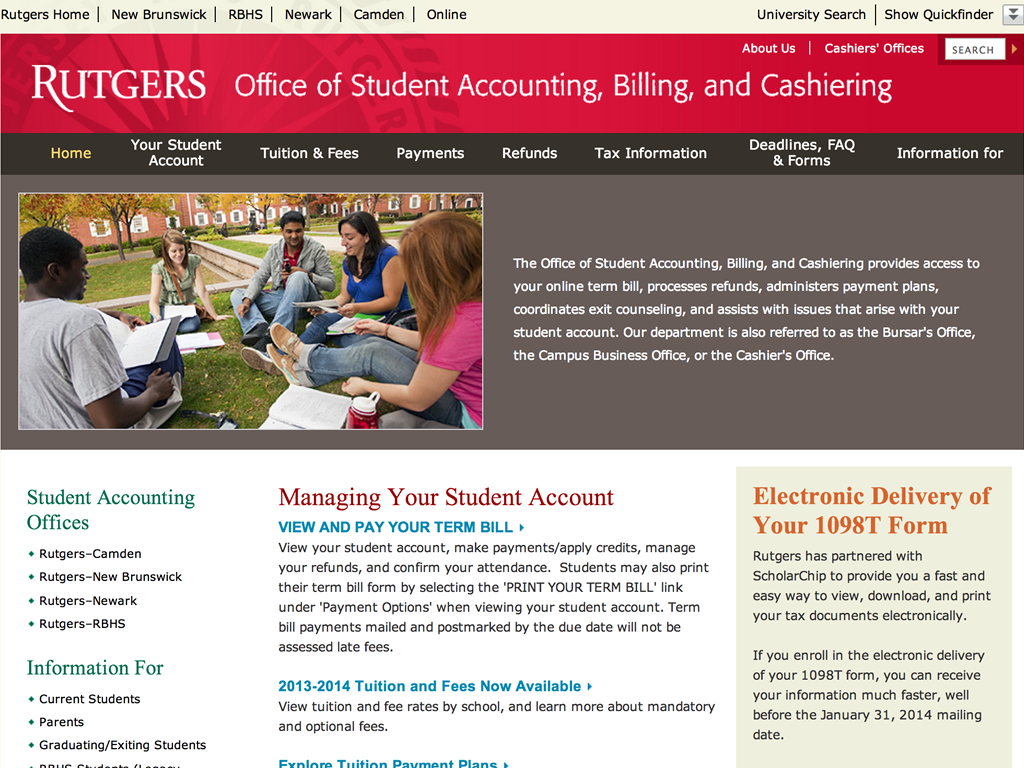 Rutgers Home | New Brunswick | RBHS | Newark | Camden | Online
University Search | Show Quickfinder
About Us | Cashiers' Offices
SEARCH
RUTGERS Office of Student Accounting, Billing, and Cashiering
Home
Your Student
Account
Tuition & Fees
Payments
Refunds
Tax Information
Deadlines, FAQ
& Forms
Information for
The Office of Student Accounting, Billing, and Cashiering provides access to
your online term bill, processes refunds, administers payment plans,
coordinates exit counseling, and assists with issues that arise with your
student account. Our department is also referred to as the Bursar's Office,
the Campus Business Office, or the Cashier's Office.
Student Accounting
Offices
Rutgers–Camden
Rutgers–New Brunswick
Rutgers–Newark
Rutgers–RBHS
Information For
Current Students
Parents
Graduating/Exiting Students
RBHS Students (Legacy
Managing Your Student Account
VIEW AND PAY YOUR TERM BILL
View your student account, make payments/apply credits, manage
your refunds, and confirm your attendance.  Students may also print
their term bill form by selecting the 'PRINT YOUR TERM BILL' link
under 'Payment Options' when viewing your student account. Term
bill payments mailed and postmarked by the due date will not be
assessed late fees.
2013-2014 Tuition and Fees Now Available
View tuition and fee rates by school, and learn more about mandatory
and optional fees.
Explore Tuition Payment Plans
Electronic Delivery of
Your 1098T Form
Rutgers has partnered with
ScholarChip to provide you a fast and
easy way to view, download, and print
your tax documents electronically.
If you enroll in the electronic delivery
of your 1098T form, you can receive
your information much faster, well
before the January 31, 2014 mailing
date.